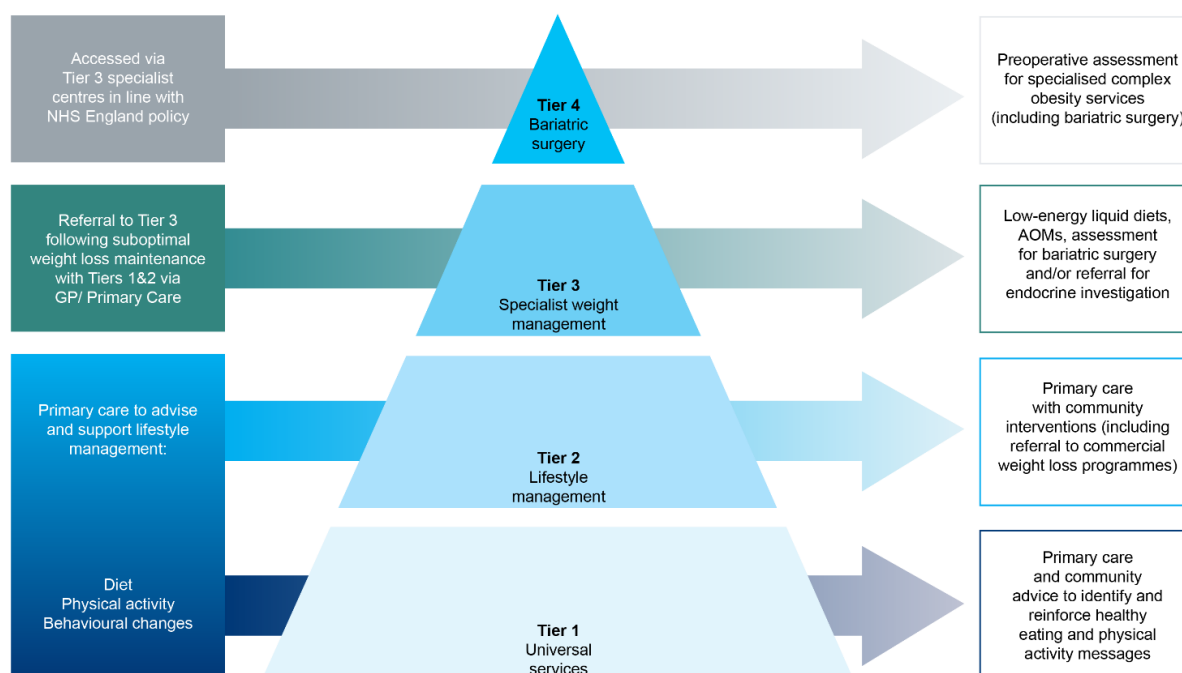 Accessed via
Tier 3 specialist
centres in line with
NHS England policy
Tier 4
Bariatric
surgery
Preoperative assessment
for specialised complex
obesity services
(including bariatric surgery)
Referral to Tier 3
following suboptimal
weight loss maintenance
with Tiers 1&2 via
GP/ Primary Care
Tier 3
Specialist weight
management
Low-energy liquid diets,
AOMs, assessment
for bariatric surgery
and/or referral for
endocrine investigation
Primary care to advise
and support lifestyle
management:
Tier 2
Lifestyle
management
Primary care
with community
interventions (including
referral to commercial
weight loss programmes)
Diet
Physical activity
Behavioural changes
Tier 1
Universal
services
Primary care
and community
advice to identify and
reinforce healthy
eating and physical
activity messages